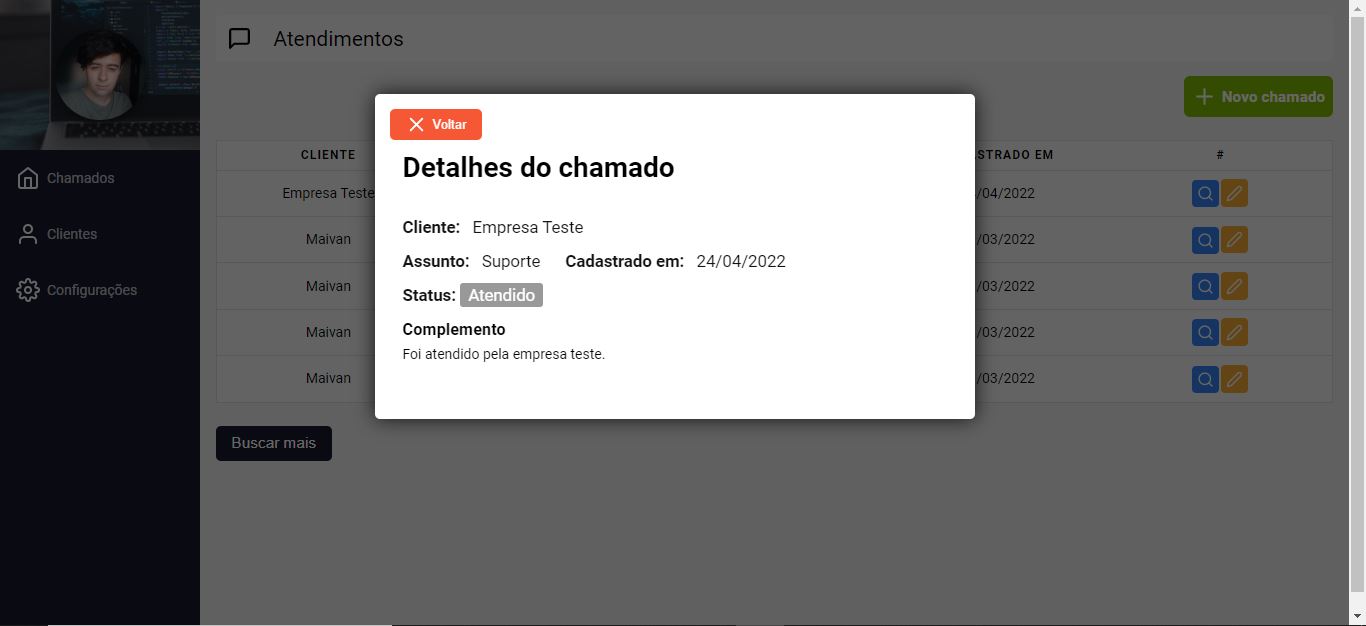 Atendimentos
Novo chamado
Voltar
Detalhes do chamado
Cliente: Empresa Teste
Assunto: Suporte Cadastrado em: 24/04/2022
Status: Atendido
Complemento
Foi atendido pela empresa teste.
Chamados
Clientes
Configurações
CLIENTE STRADO EM #
Empresa Teste /04/2022
Maivan /03/2022
Maivan /03/2022
Maivan /03/2022
Maivan /03/2022
Buscar mais